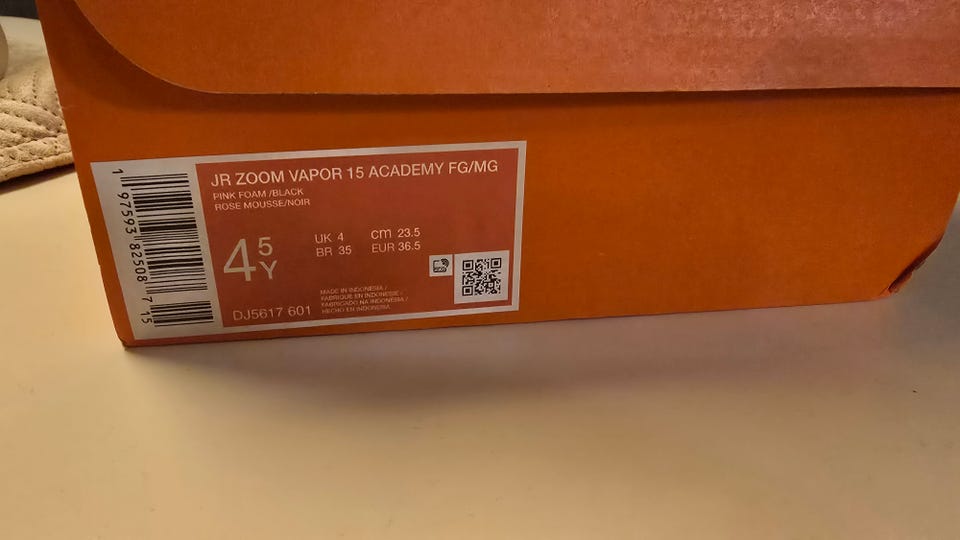 JR ZOOM VAPOR 15 ACADEMY FG/MG
PINK FOAM /BLACK
ROSE MOUSSE/NOIR
4 5 Y
UK 4 cm 23.5
BR 35 EUR 36.5
MADE IN INDONESIA /
FABRIQUE EN INDONESIE /
FABRICADO NA INDONESIA /
HECHO EN INDONESIA
DJ5617 601
1 97593 82508 7 15